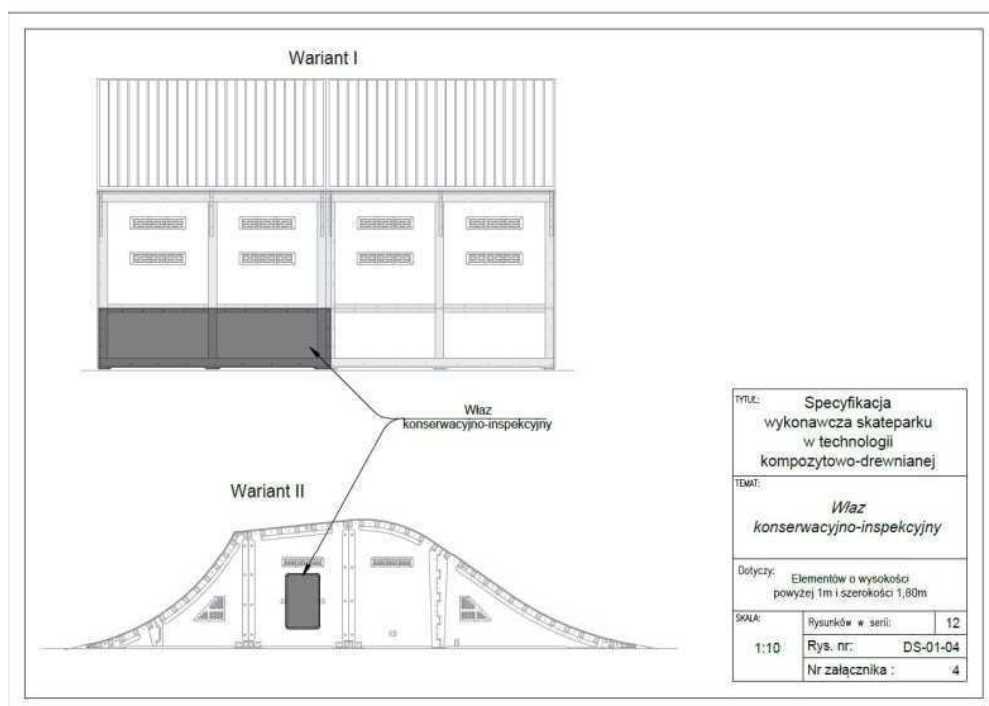 Wariant I
Właz
konserwacyjno-inspekcyjny
Wariant II
TYTUŁ:
Specyfikacja
wykonawcza skateparku
w technologii
kompozytowo-drewnianej
TEMAT:
Właz
konserwacyjno-inspekcyjny
Dotyczy:
Elementów o wysokości
powyżej 1m i szerokości 1,80m
SKALA:
1:10
Rysunków w serii: 12
Rys. nr: DS-01-04
Nr załącznika : 4